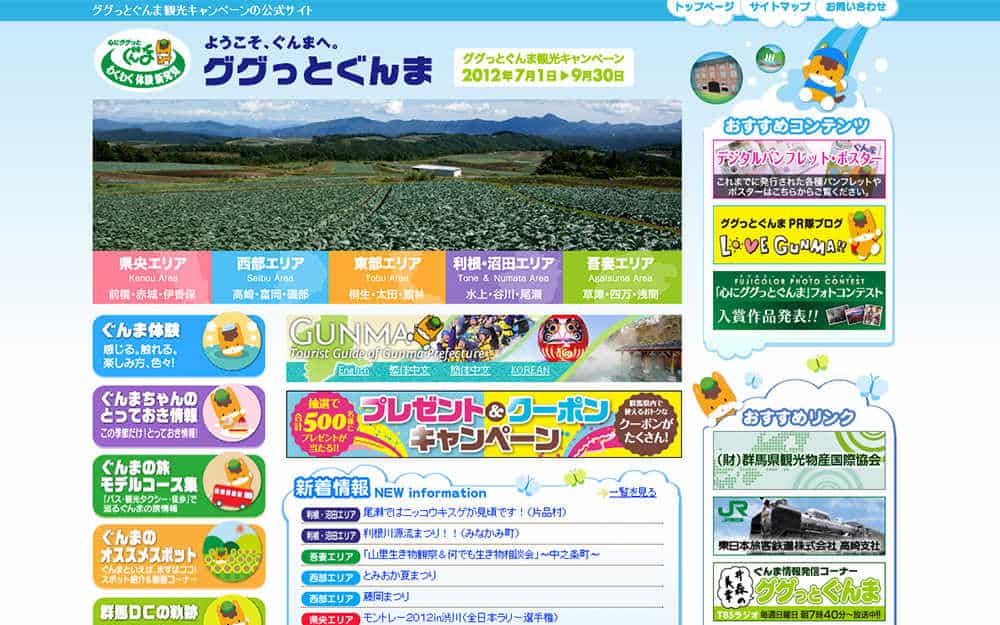 ググっとぐんま観光キャンペーンの公式サイト
トップページ
サイトマップ
お問い合わせ
心にググっと
ぐんま
わくわく体験新発見
ようこそ、ぐんまへ。
ググっとぐんま
ググっとぐんま観光キャンペーン
2012年7月1日▶9月30日
県央エリア
Kenou Area
前橋・赤城・伊香保
西部エリア
Seibu Area
高崎・富岡・磯部
東部エリア
Tobu Area
桐生・太田・館林
利根・沼田エリア
Tone & Numata Area
水上・谷川・尾瀬
吾妻エリア
Agatsuma Area
草津・四万・浅間
ぐんま体験
感じる。触れる、
楽しみ方、色々!
ぐんまちゃんの
とっておき情報
この季節だけ!とっておき情報!
ぐんまの旅
モデルコース集
「バス・観光タクシー・徒歩」で
巡るぐんまの旅情報
ぐんまの
オススメスポット
ぐんまといえば、まずはココ!
スポット紹介&動画コーナー
群馬DCの軌跡
GUNMA
Tourist Guide of Gunma Prefecture
English
繁体中文
簡体中文
KOREAN
抽選で
合計500名様に
プレゼントが
当たる!!
プレゼント&クーポン
キャンペーン
群馬県内で
使えるおトクな
クーポンが
たくさん!
新着情報 NEW information
一覧を見る
利根・沼田エリア 尾瀬ではニッコウキスゲが見頃です!(片品村)
利根・沼田エリア 利根川源流まつり!!(みなかみ町)
吾妻エリア 「山里生き物観察&何でも生き物相談会」~中之条町~
西部エリア とみおか夏まつり
西部エリア 藤岡まつり
県央エリア モントレー2012in渋川(全日本ラリー選手権)
おすすめコンテンツ
デジタルパンフレット・ポスター
これまでに発行された各種パンフレットや
ポスターはこちらからご覧ください。
ググっとぐんま PR隊ブログ
LOVE GUNMA!!
FUJICOLOR PHOTO CONTEST
「心にググっとぐんま」フォトコンテスト
入賞作品発表!!
おすすめリンク
(財)群馬県観光物産国際協会
JR
JR東日本
東日本旅客鉄道株式会社 高崎支社
ぐんま情報発信コーナー
ググっとぐんま
TBSラジオ 毎週日曜日 朝7時40分~放送中!!